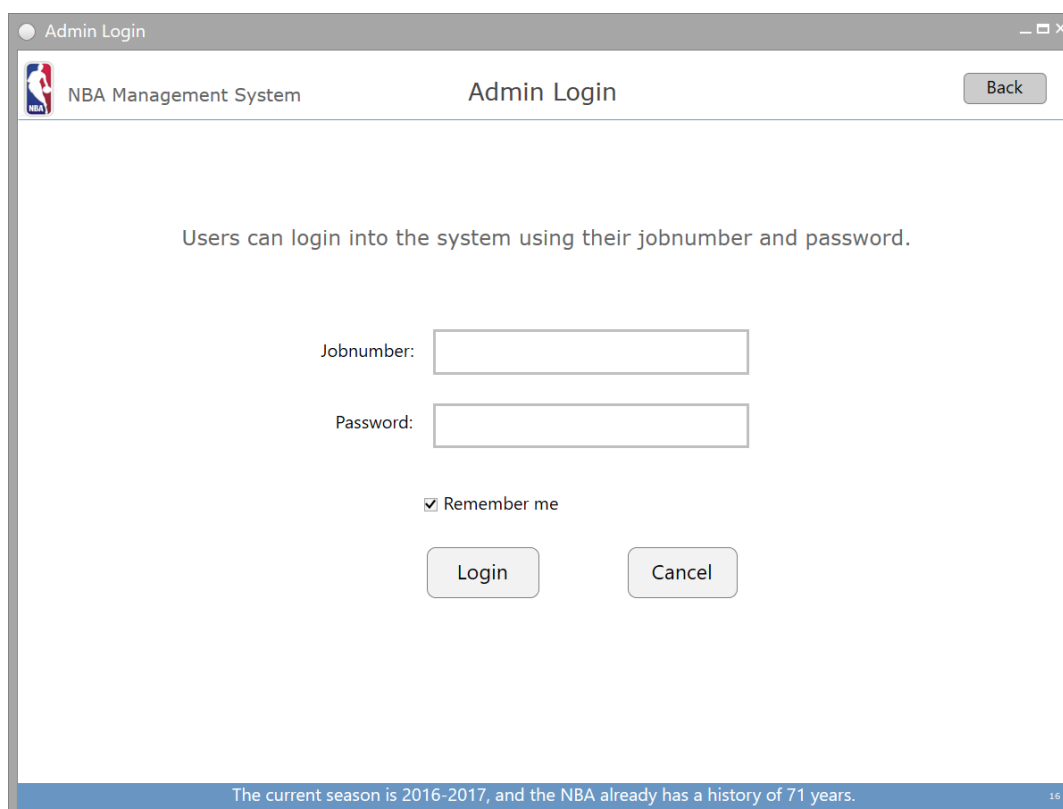 Admin Login
NBA
NBA Management System
Admin Login
Back
Users can login into the system using their jobnumber and password.
Jobnumber:
Password:
Remember me
Login
Cancel
The current season is 2016-2017, and the NBA already has a history of 71 years.
16